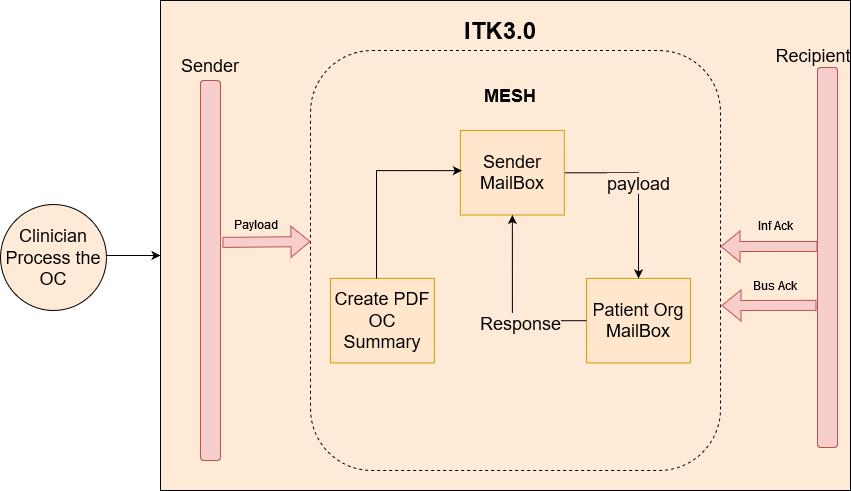 ITK3.0
Sender
Recipient
MESH
Sender
MailBox
payload
Clinician
Process the
OC
Payload
Inf Ack
Bus Ack
Create PDF
OC
Summary
Response
Patient Org
MailBox